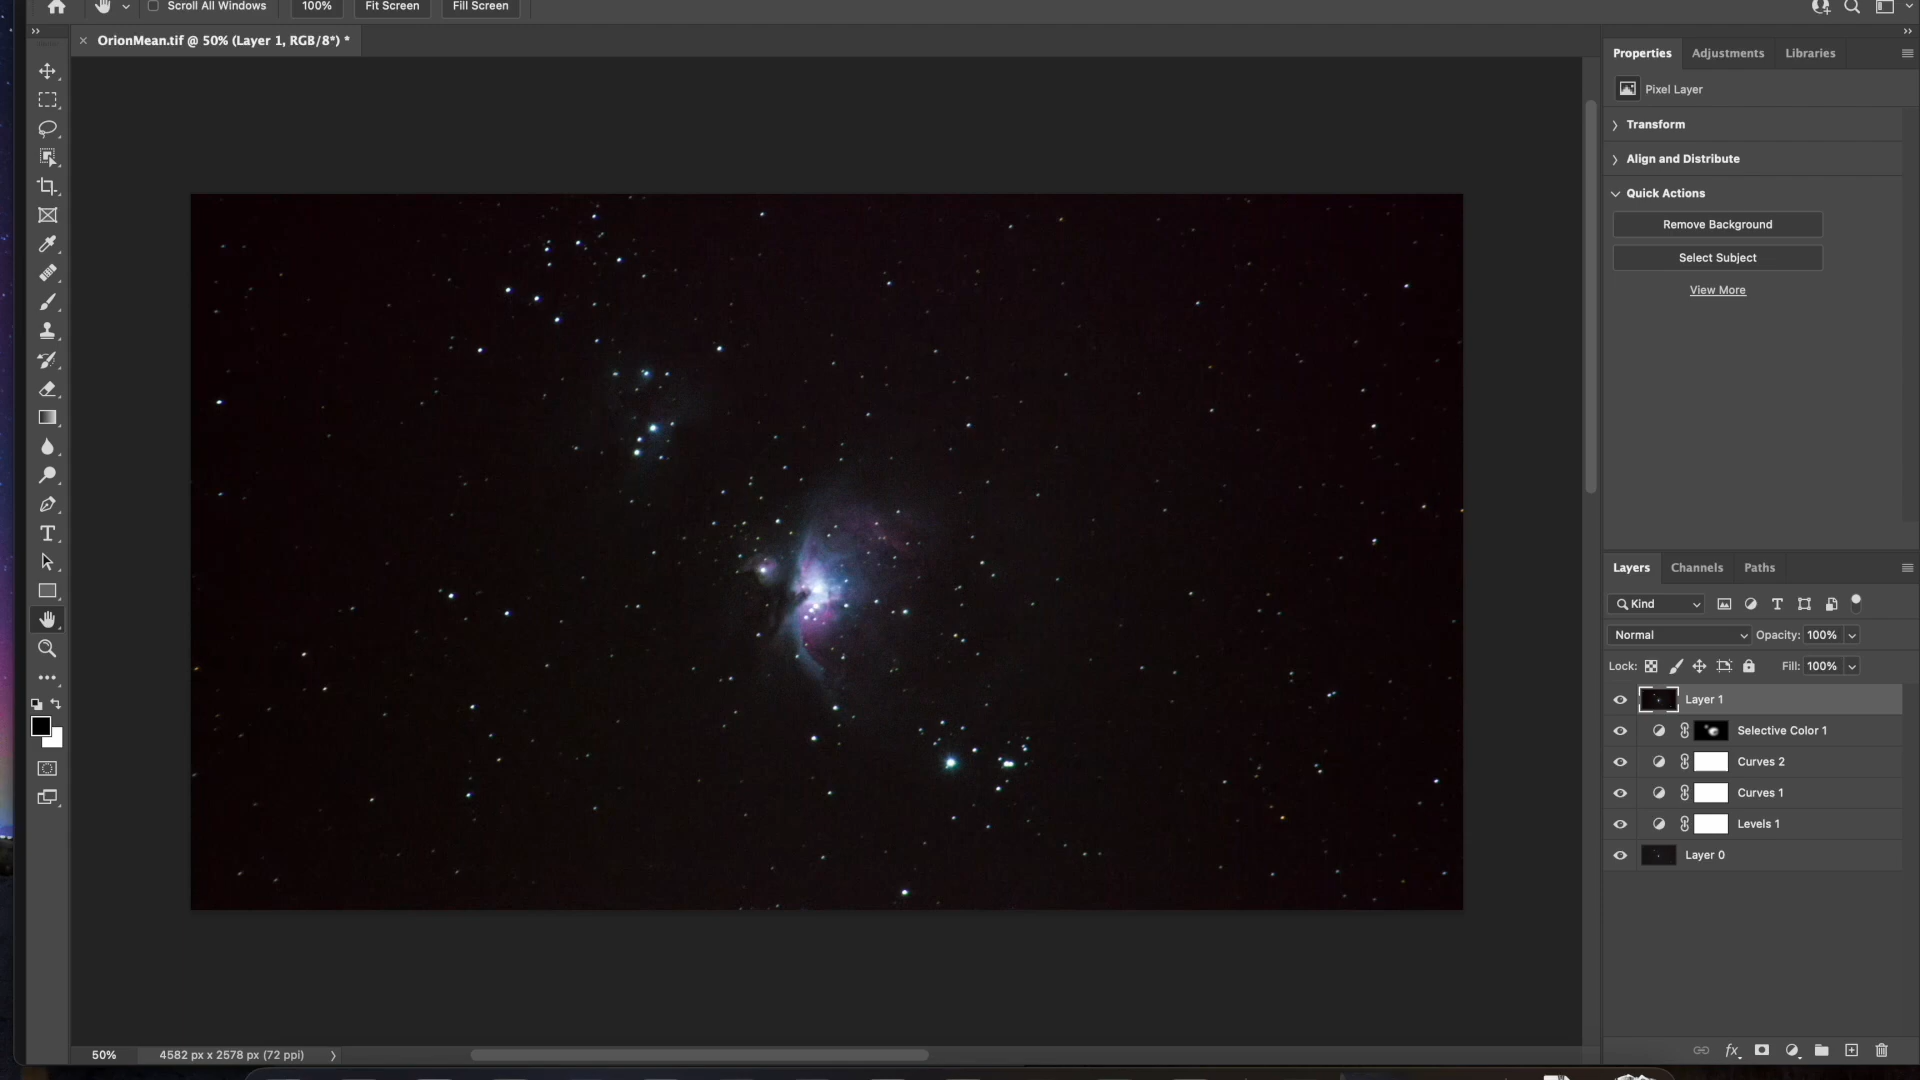 Scroll All Windows
100%
Fit Screen
Fill Screen
OrionMean.tif @ 50% (Layer 1, RGB/8*) *
Properties
Adjustments
Libraries
Pixel Layer
Transform
Align and Distribute
Quick Actions
Remove Background
Select Subject
View More
Layers
Channels
Paths
Kind
Normal
Opacity: 100%
Lock:
Fill: 100%
Layer 1
Selective Color 1
Curves 2
Curves 1
Levels 1
Layer 0
50%
4582 px x 2578 px (72 ppi)